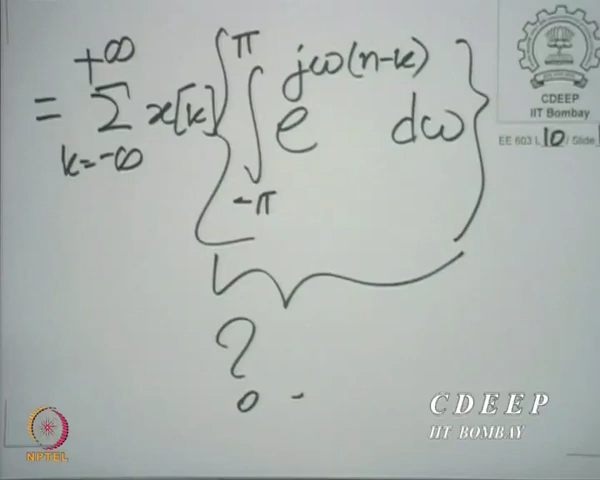 = +∞ Σ k=-∞ x[k] { π ∫ -π e^{jω(n-k)} dω }
?
CDEEP
IIT Bombay
EE 603 L 10 / Slide
CDEEP
IIT BOMBAY
NPTEL